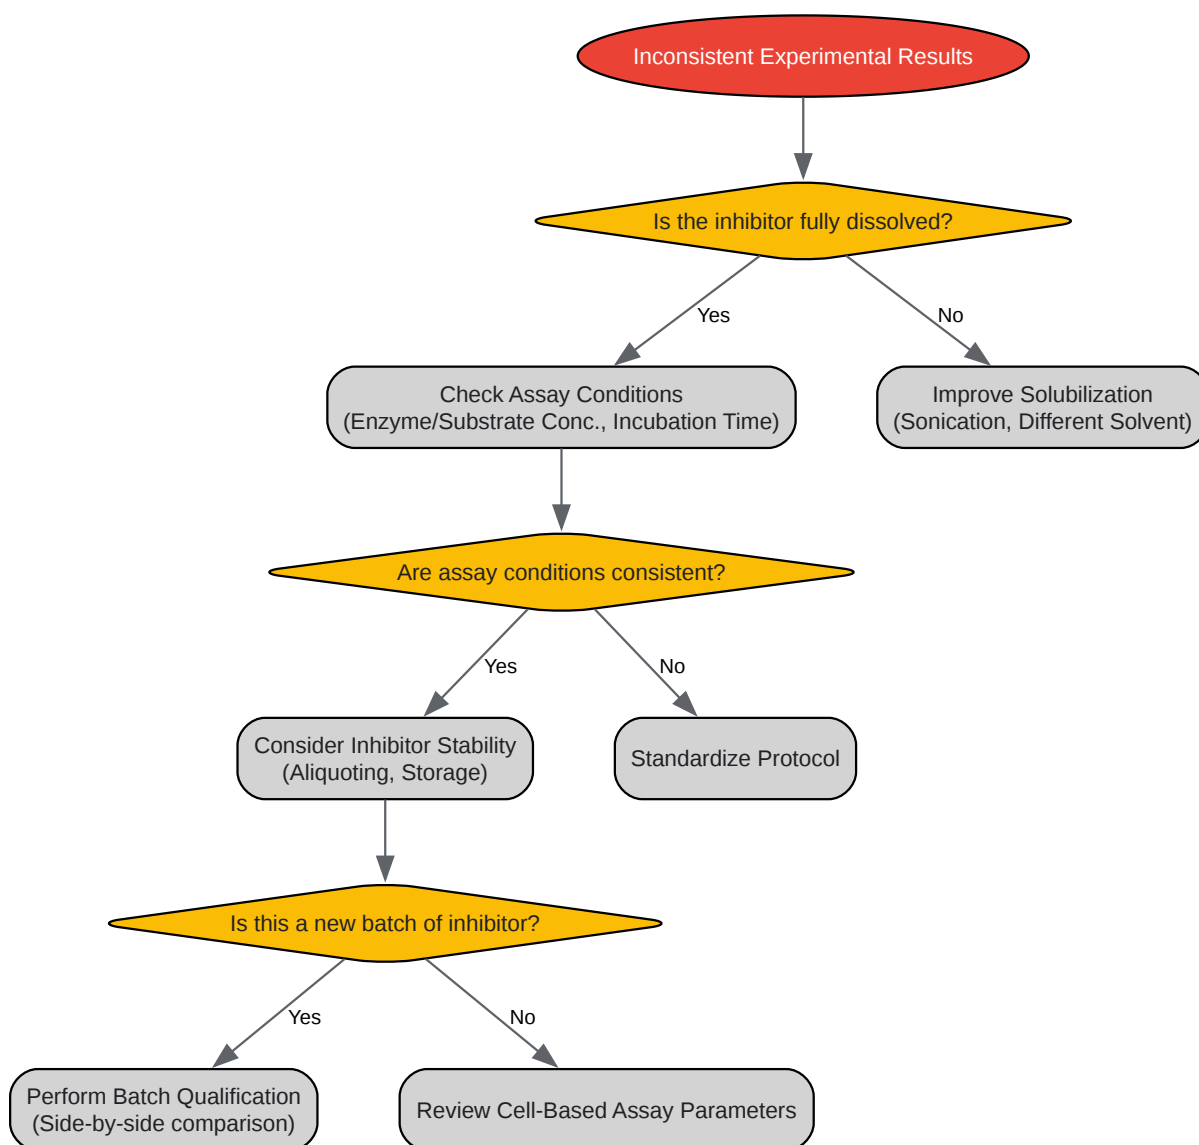 Inconsistent Experimental Results
Is the inhibitor fully dissolved?
Yes
No
Check Assay Conditions
(Enzyme/Substrate Conc., Incubation Time)
Improve Solubilization
(Sonication, Different Solvent)
Are assay conditions consistent?
Yes
No
Consider Inhibitor Stability
(Aliquoting, Storage)
Standardize Protocol
Is this a new batch of inhibitor?
Yes
No
Perform Batch Qualification
(Side-by-side comparison)
Review Cell-Based Assay Parameters